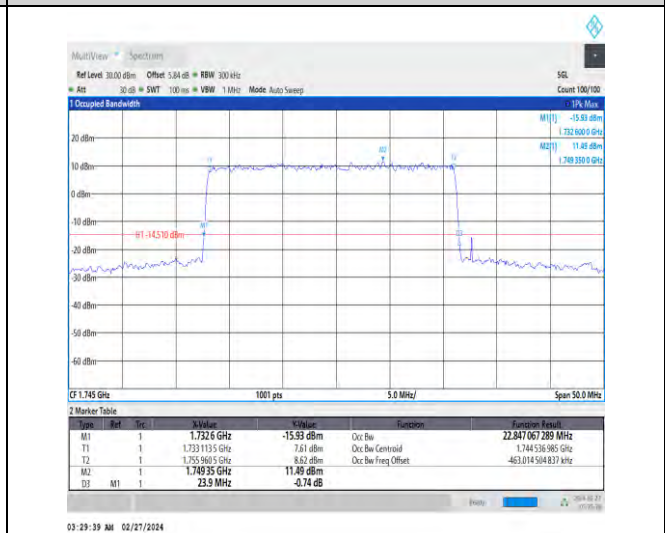 MultiView Spectrum
Ref Level 30.00 dBm Offset 5.84 dB RBW 300 kHz SGL
Att 30 dB SWT 100 ms VBW 1 MHz Mode Auto Sweep Count 100/100
1 Occupied Bandwidth 1Pk Max
M1[1] -15.93 dBm
1.732 600 0 GHz
M2[1] 11.49 dBm
1.749 350 0 GHz
20 dBm
M2
T1 T2
10 dBm
0 dBm
-10 dBm
M1
H1 -14.510 dBm
D3
-20 dBm
-30 dBm
-40 dBm
-50 dBm
-60 dBm
CF 1.745 GHz 1001 pts 5.0 MHz/ Span 50.0 MHz
2 Marker Table
Type Ref Trc X-Value Y-Value Function Function Result
M1 1 1.7326 GHz -15.93 dBm Occ Bw 22.847 067 289 MHz
T1 1 1.733 113 5 GHz 7.61 dBm Occ Bw Centroid 1.744 536 985 GHz
T2 1 1.755 960 5 GHz 8.62 dBm Occ Bw Freq Offset -463.014 504 837 kHz
M2 1 1.749 35 GHz 11.49 dBm
D3 M1 1 23.9 MHz -0.74 dB
03:29:39 AM 02/27/2024